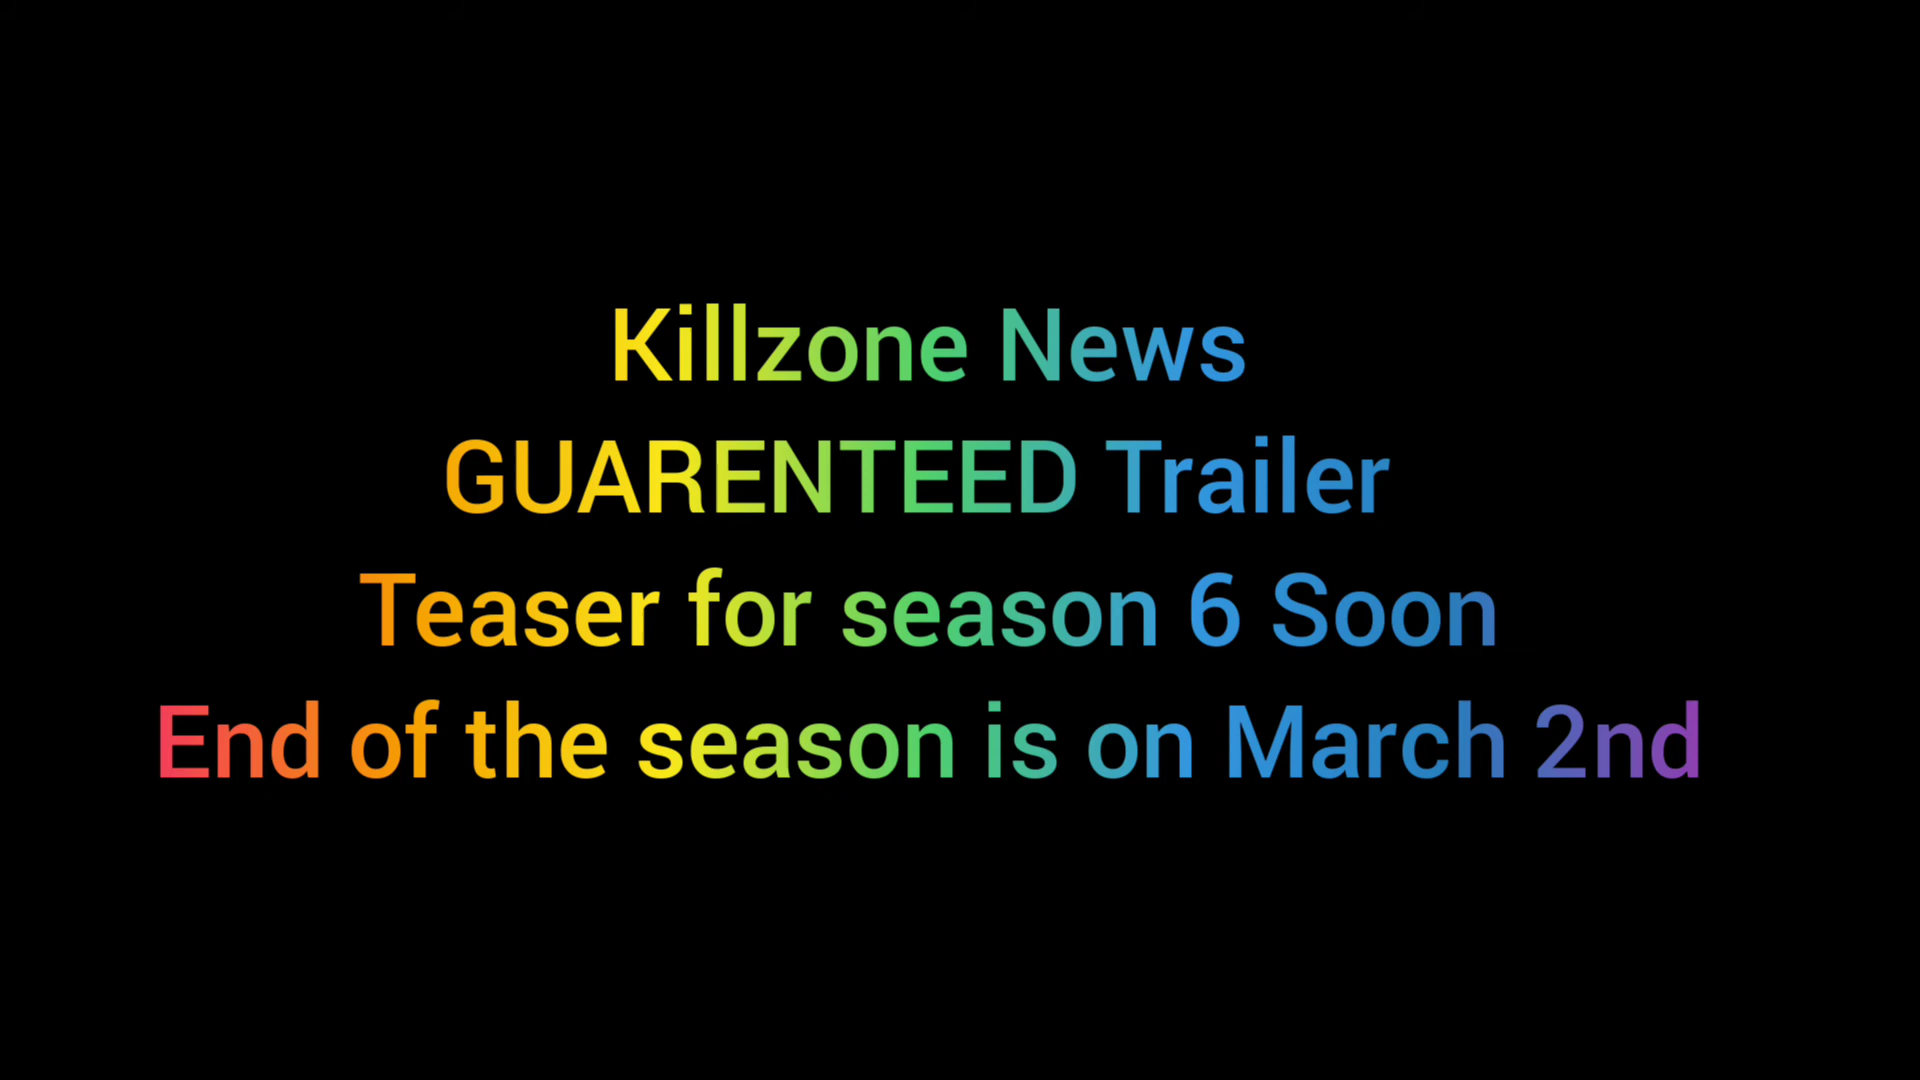 Killzone News
GUARENTEED Trailer
Teaser for season 6 Soon
End of the season is on March 2nd